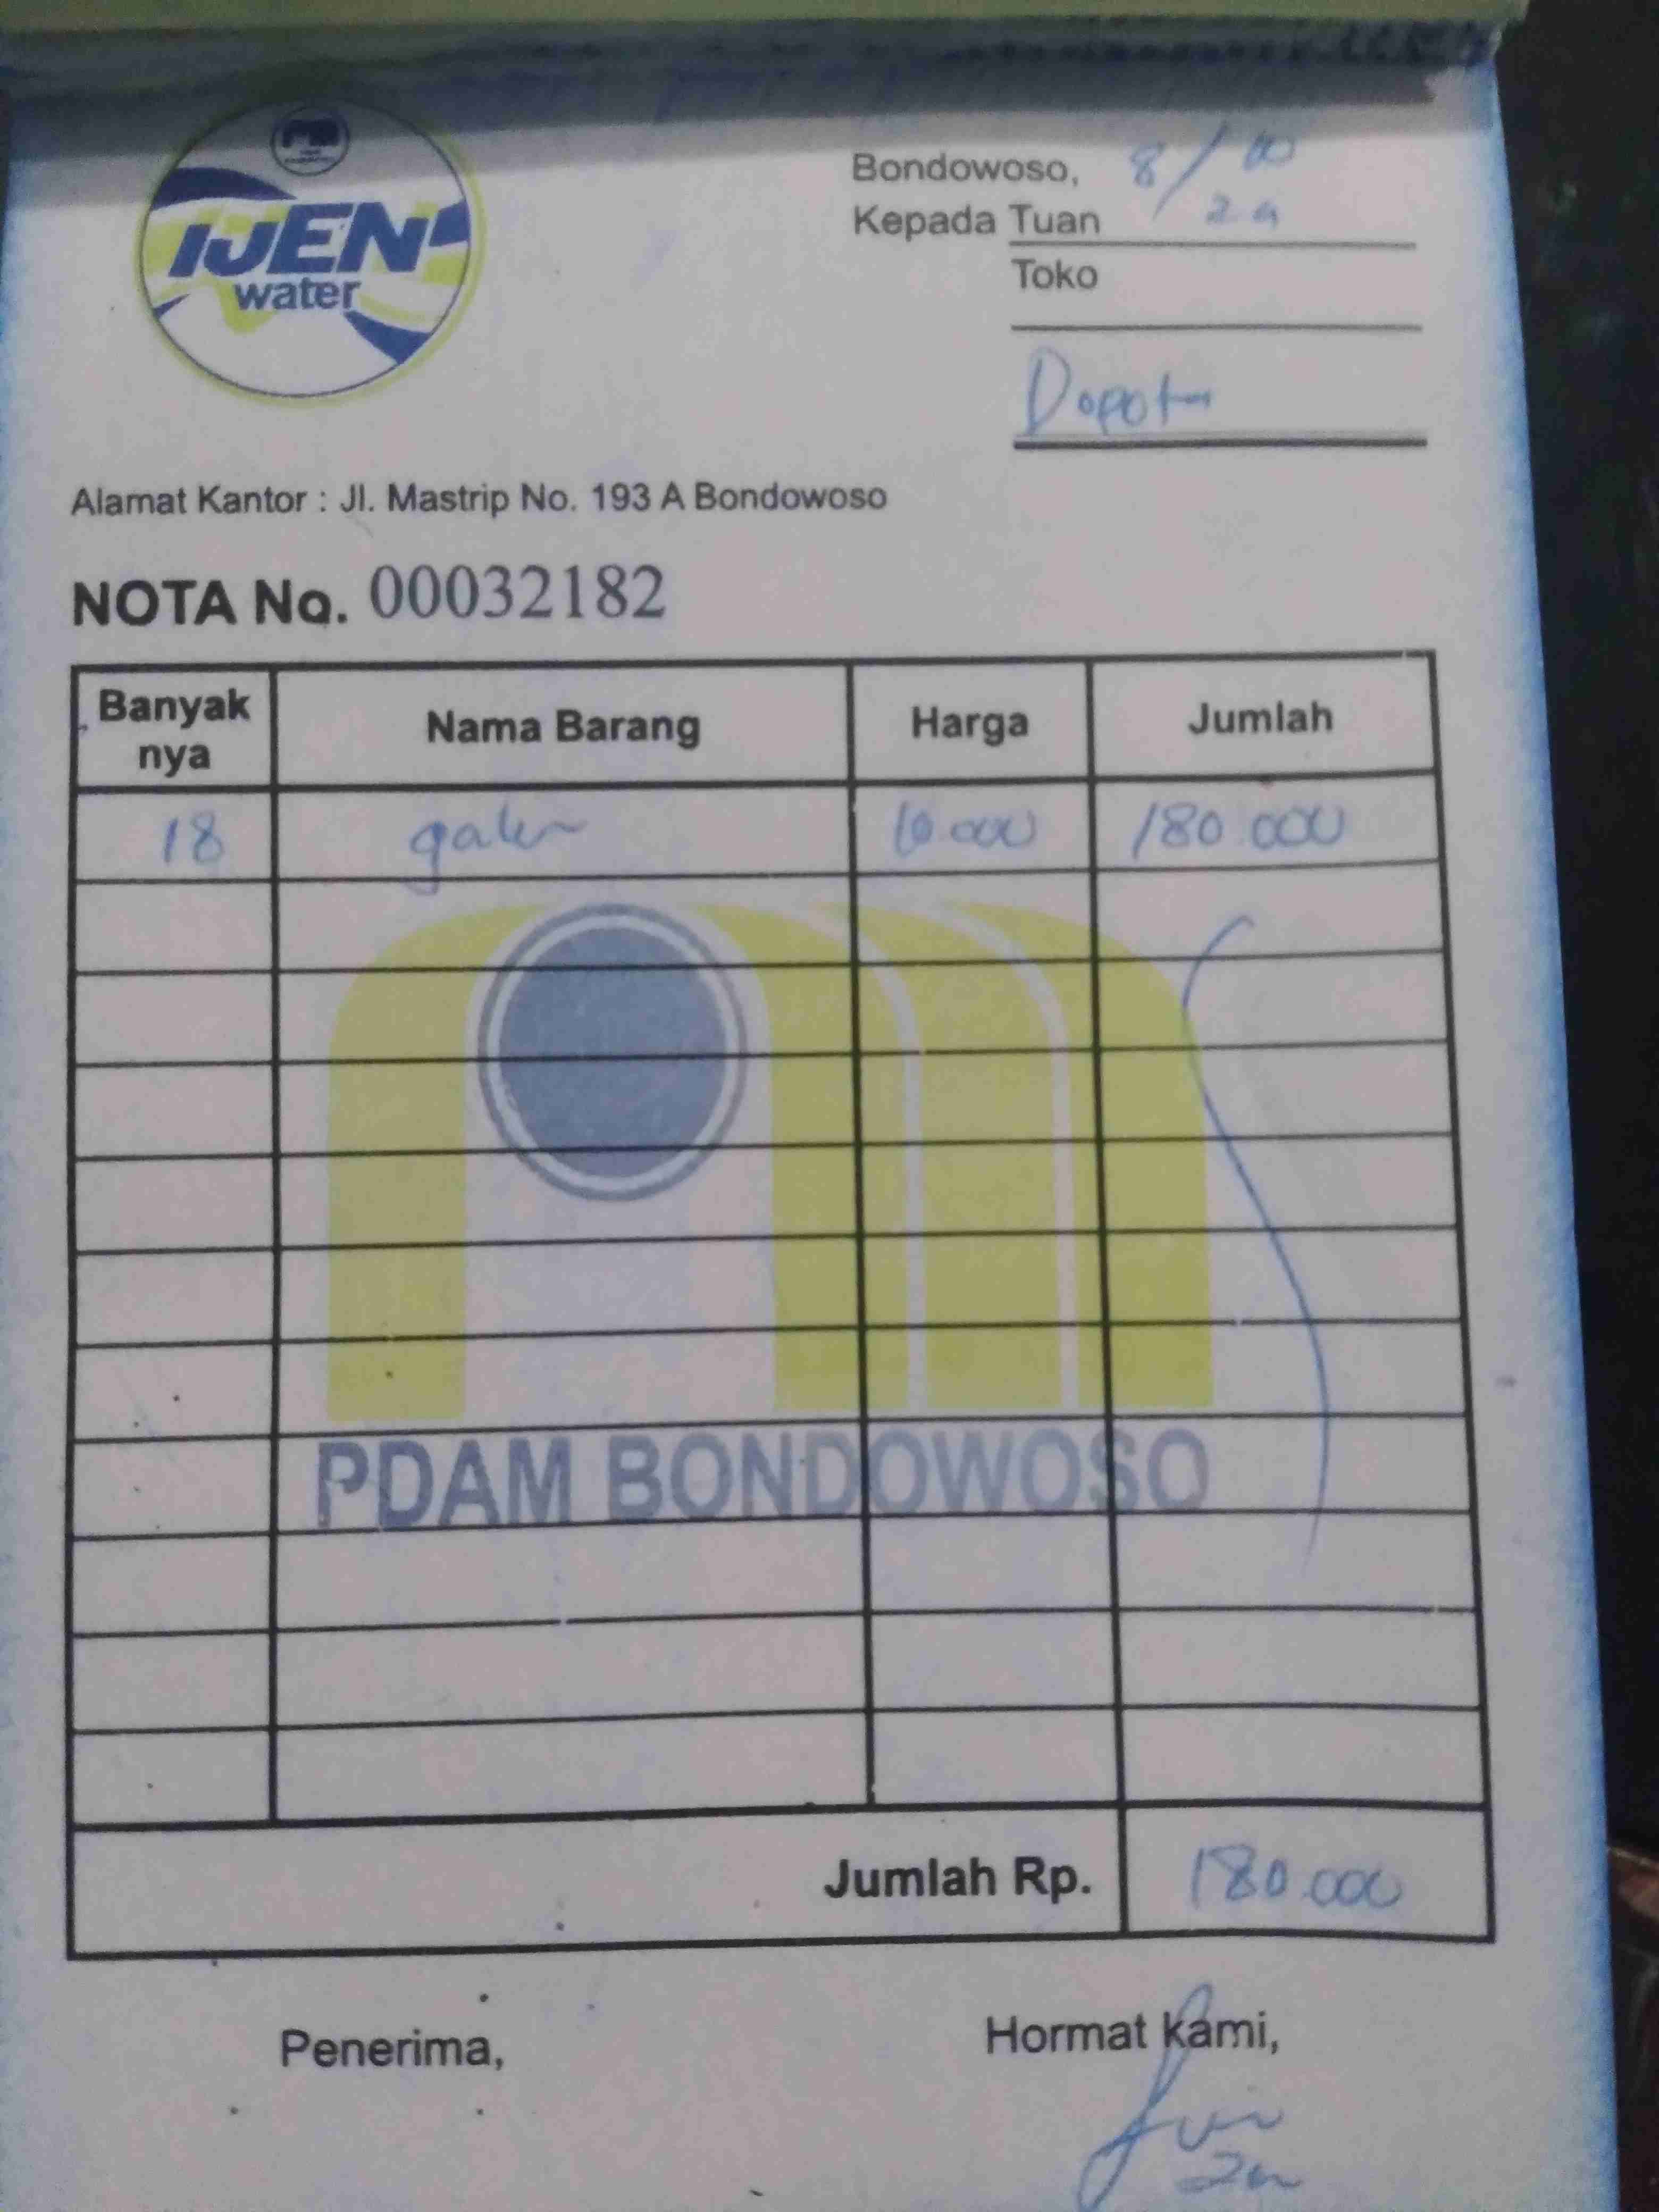 IJEN
water
Bondowoso, 8/10
24
Kepada Tuan
Toko
Depot
Alamat Kantor : Jl. Mastrip No. 193 A Bondowoso
NOTA No. 00032182
Banyak nya Nama Barang Harga Jumlah
18 galon 10.000 180.000
PDAM BONDOWOSO
Jumlah Rp. 180.000
Penerima, Hormat Kami,